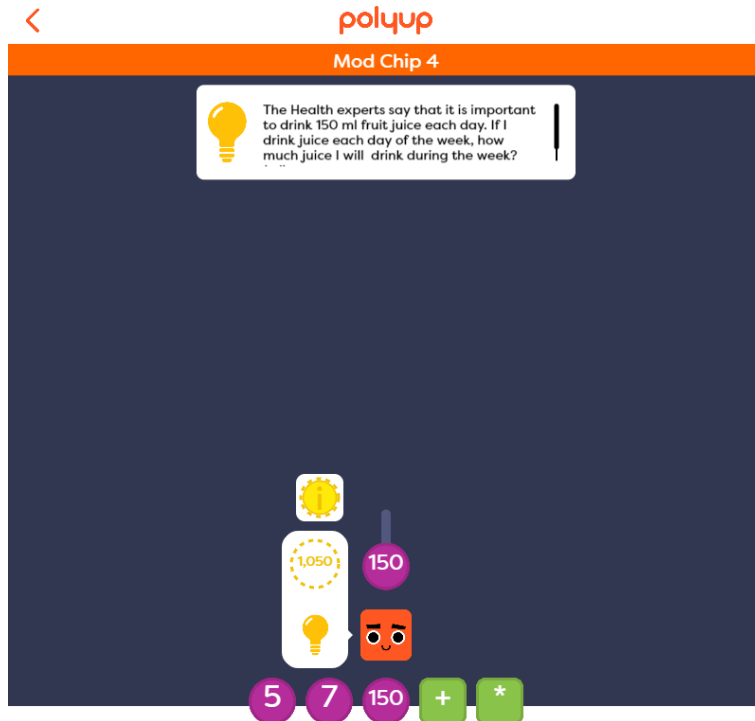 polyup
Mod Chip 4
The Health experts say that it is important
to drink 150 ml fruit juice each day. If I
drink juice each day of the week, how
much juice I will drink during the week?
i
1,050
150
5 7 150 + *